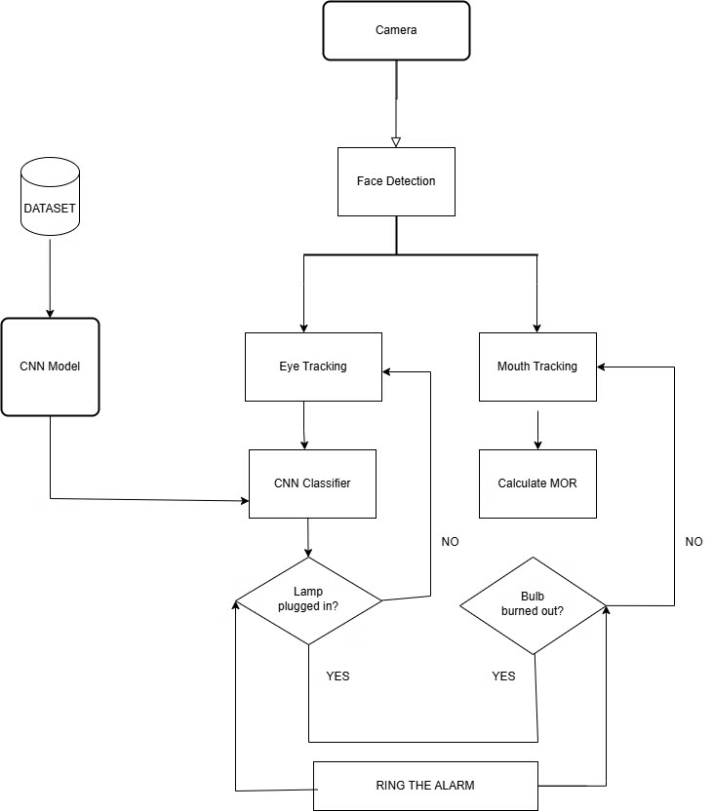 Camera
Face Detection
DATASET
CNN Model
Eye Tracking
Mouth Tracking
CNN Classifier
Calculate MOR
NO
NO
Lamp
plugged in?
Bulb
burned out?
YES
YES
RING THE ALARM